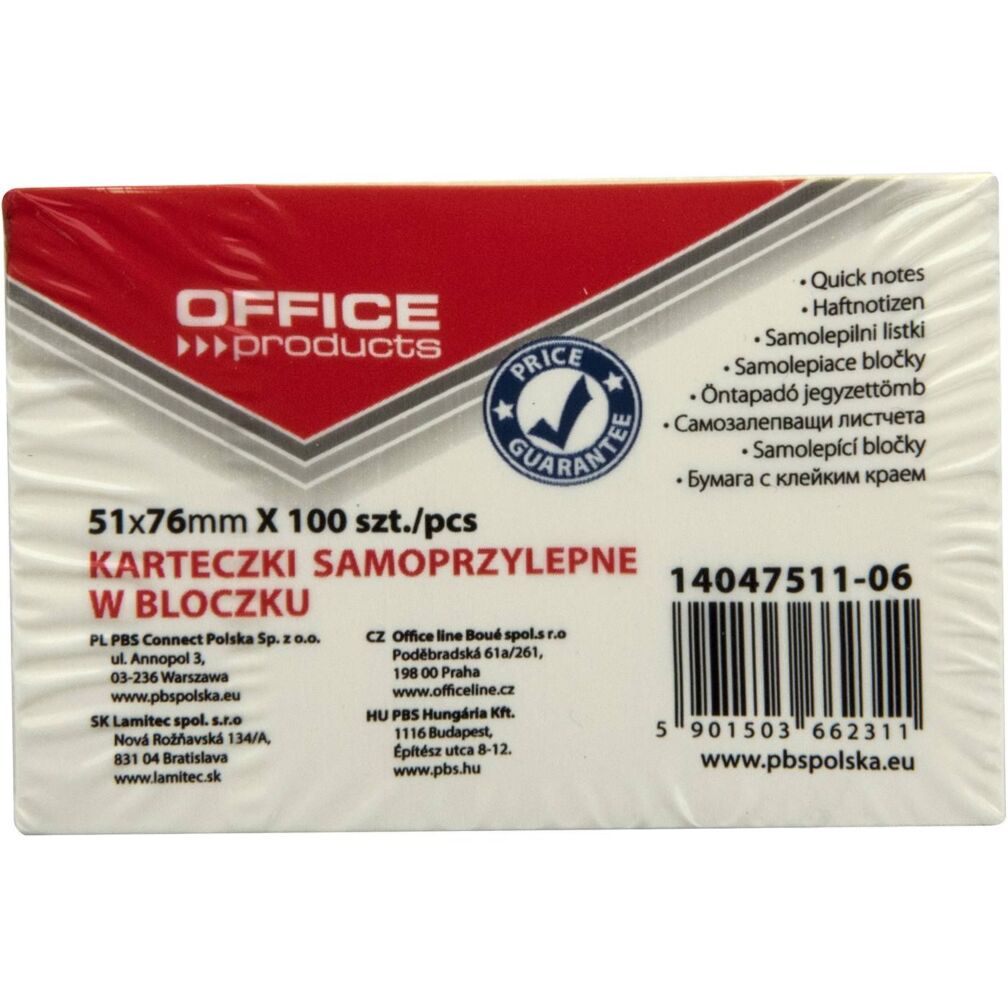 OFFICE
products
PRICE
GUARANTEE
• Quick notes
• Haftnotizen
• Samolepilni listki
• Samolepiace bločky
• Öntapadó jegyzettömb
• Самозалепващи листчета
• Samolepící bločky
• Бумага с клейким краем
51x76mm X 100 szt./pcs
KARTECZKI SAMOPRZYLEPNE
W BLOCZKU
PL PBS Connect Polska Sp. z o.o.
ul. Annopol 3,
03-236 Warszawa
www.pbspolska.eu
SK Lamitec spol. s.r.o
Nová Rožňavská 134/A,
831 04 Bratislava
www.lamitec.sk
CZ Office line Boué spol.s r.o
Poděbradská 61a/261,
198 00 Praha
www.officeline.cz
HU PBS Hungária Kft.
1116 Budapest,
Építész utca 8-12.
www.pbs.hu
14047511-06
5 901503 662311
www.pbspolska.eu